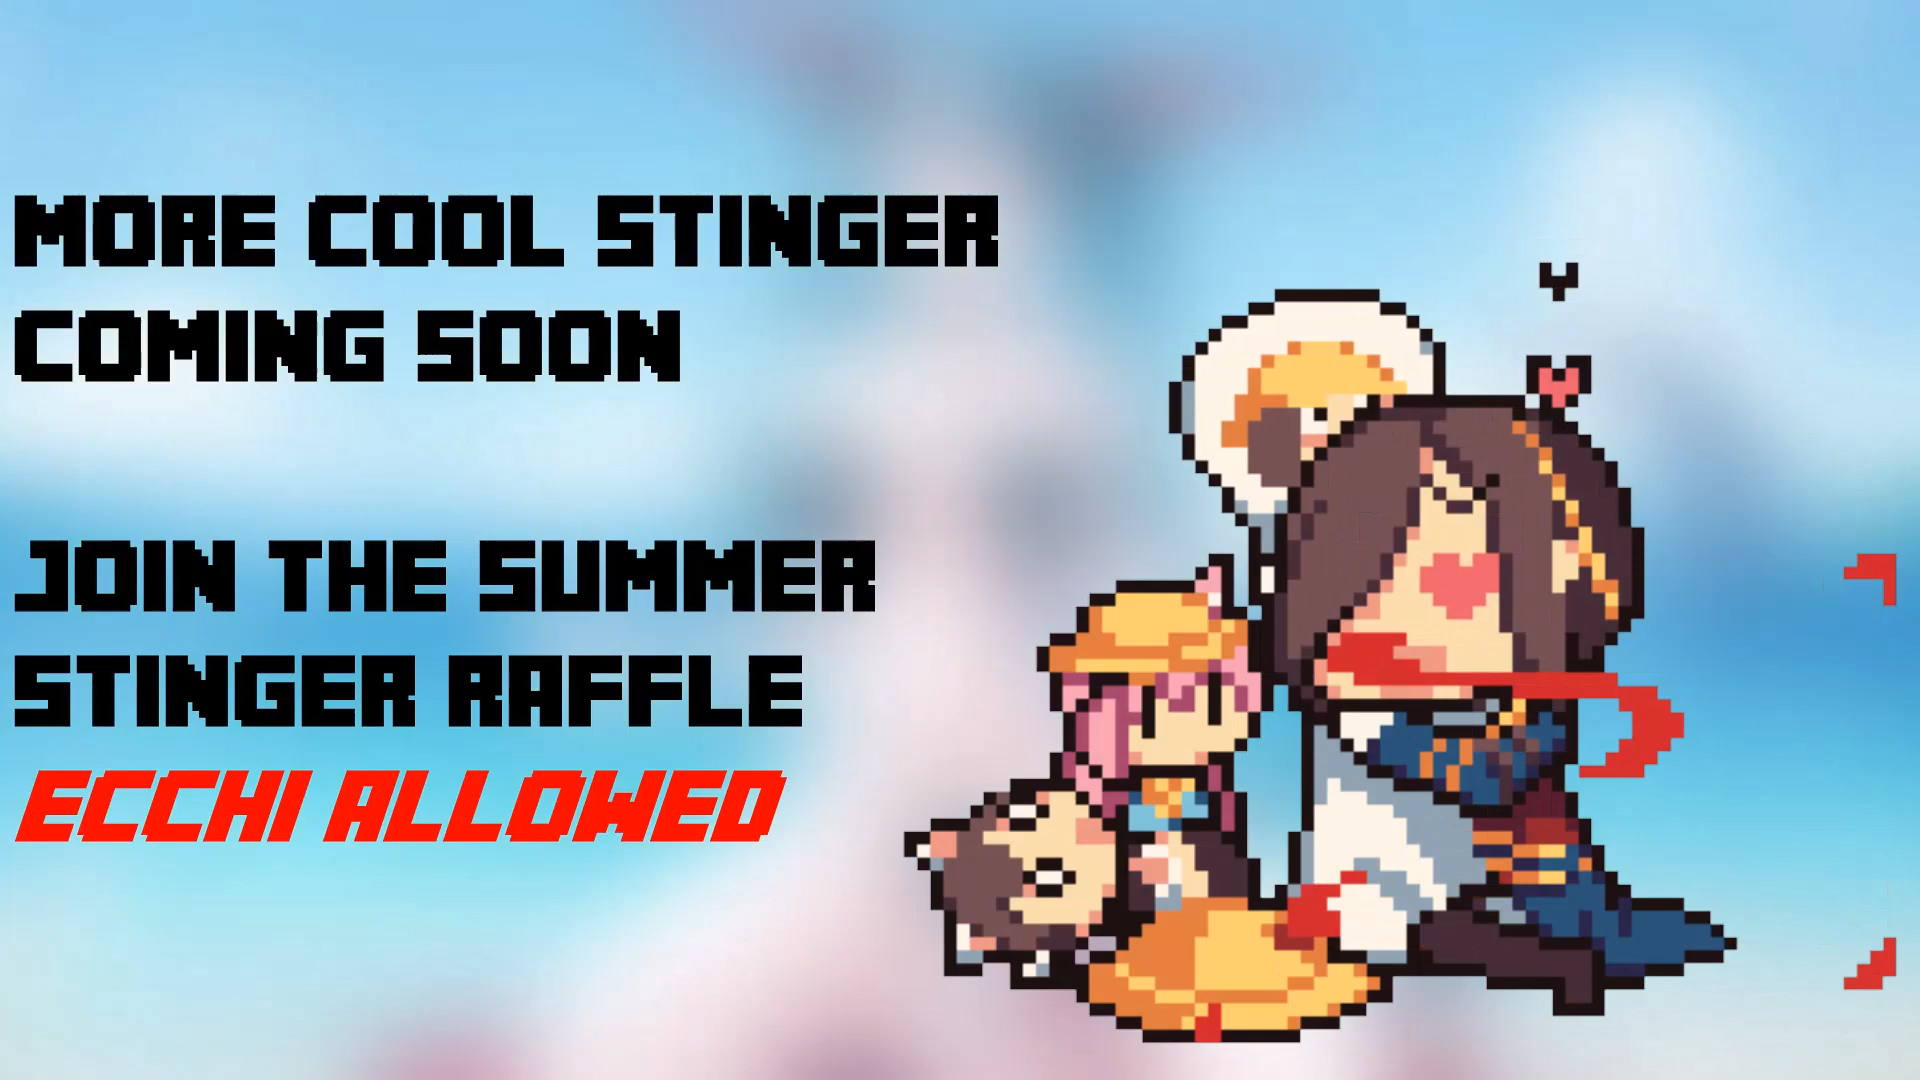 MORE COOL STINGER
COMING SOON
JOIN THE SUMMER
STINGER RAFFLE
ECCHI ALLOWED